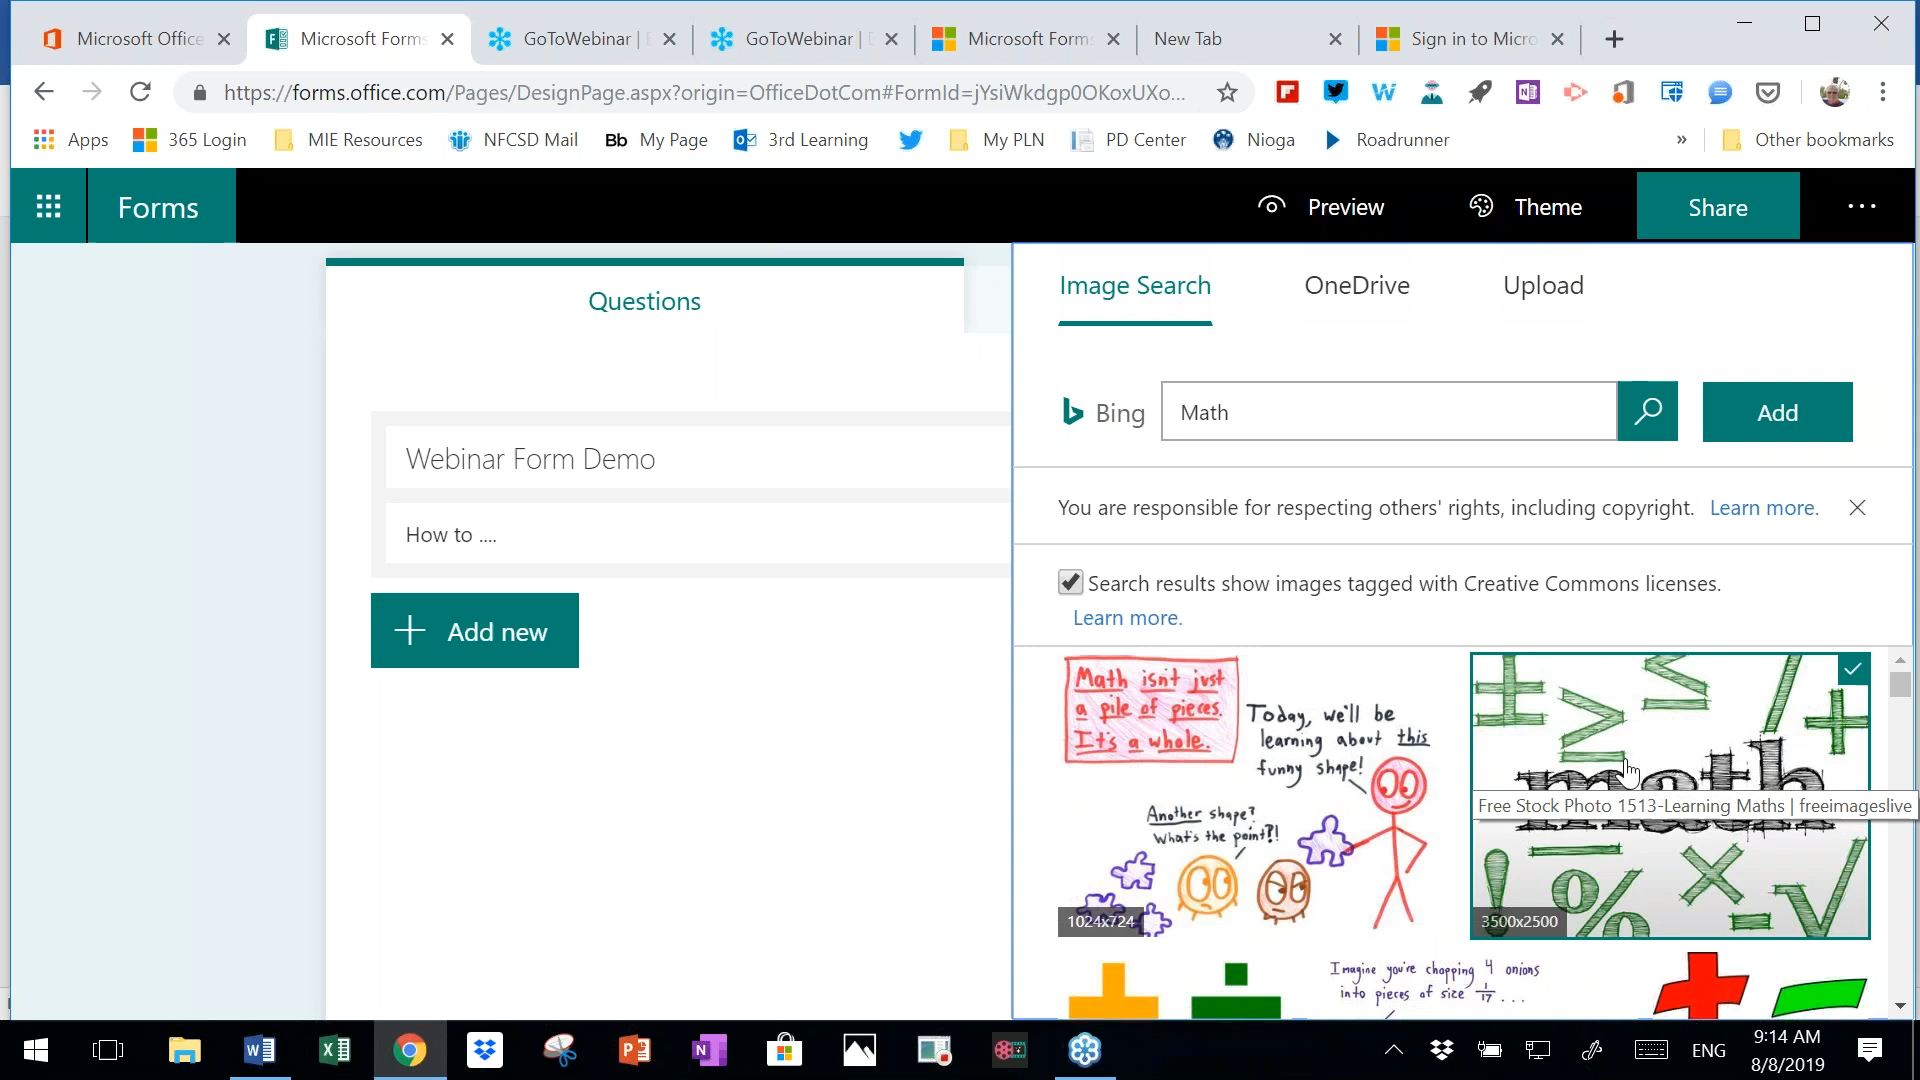 Microsoft Office
Microsoft Forms
GoToWebinar |
GoToWebinar |
Microsoft Forms
New Tab
Sign in to Micro
https://forms.office.com/Pages/DesignPage.aspx?origin=OfficeDotCom#FormId=jYsiWkdgp0OKoxUXo...
Apps
365 Login
MIE Resources
NFCSD Mail
Bb My Page
3rd Learning
My PLN
PD Center
Nioga
Roadrunner
»
Other bookmarks
Forms
Preview
Theme
Share
Questions
Image Search
OneDrive
Upload
Bing
Math
Add
Webinar Form Demo
You are responsible for respecting others' rights, including copyright. Learn more.
How to ....
Search results show images tagged with Creative Commons licenses.
Learn more.
Add new
Math isn't just
a pile of pieces.
It's a whole.
Today, we'll be
learning about this
funny shape!
Another shape?
What's the point?!
1024x724
math
Free Stock Photo 1513-Learning Maths | freeimageslive
3500x2500
Imagine you're chopping 4 onions
into pieces of size 1/17 ...
ENG
9:14 AM
8/8/2019